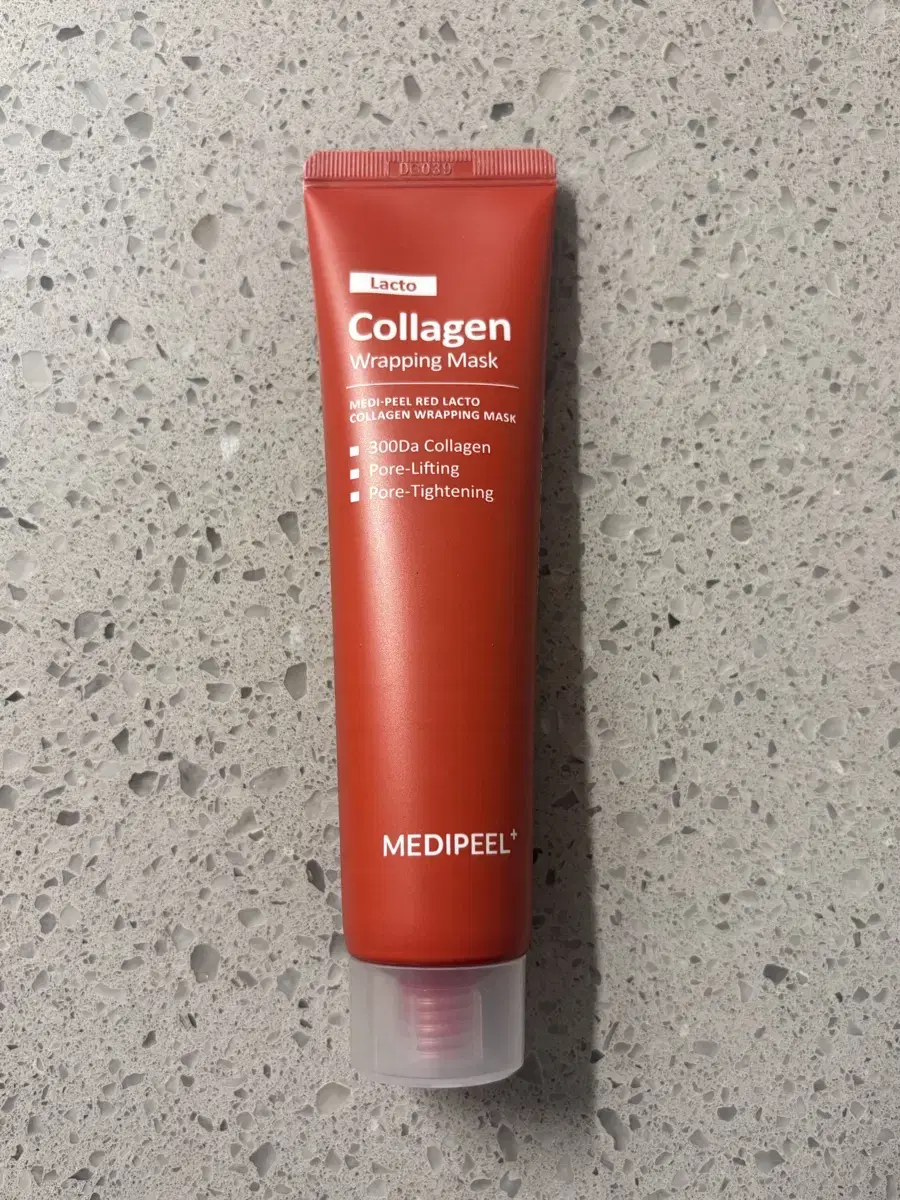 Lacto
Collagen
Wrapping Mask
MEDI-PEEL RED LACTO
COLLAGEN WRAPPING MASK
300Da Collagen
Pore-Lifting
Pore-Tightening
MEDIPEEL+